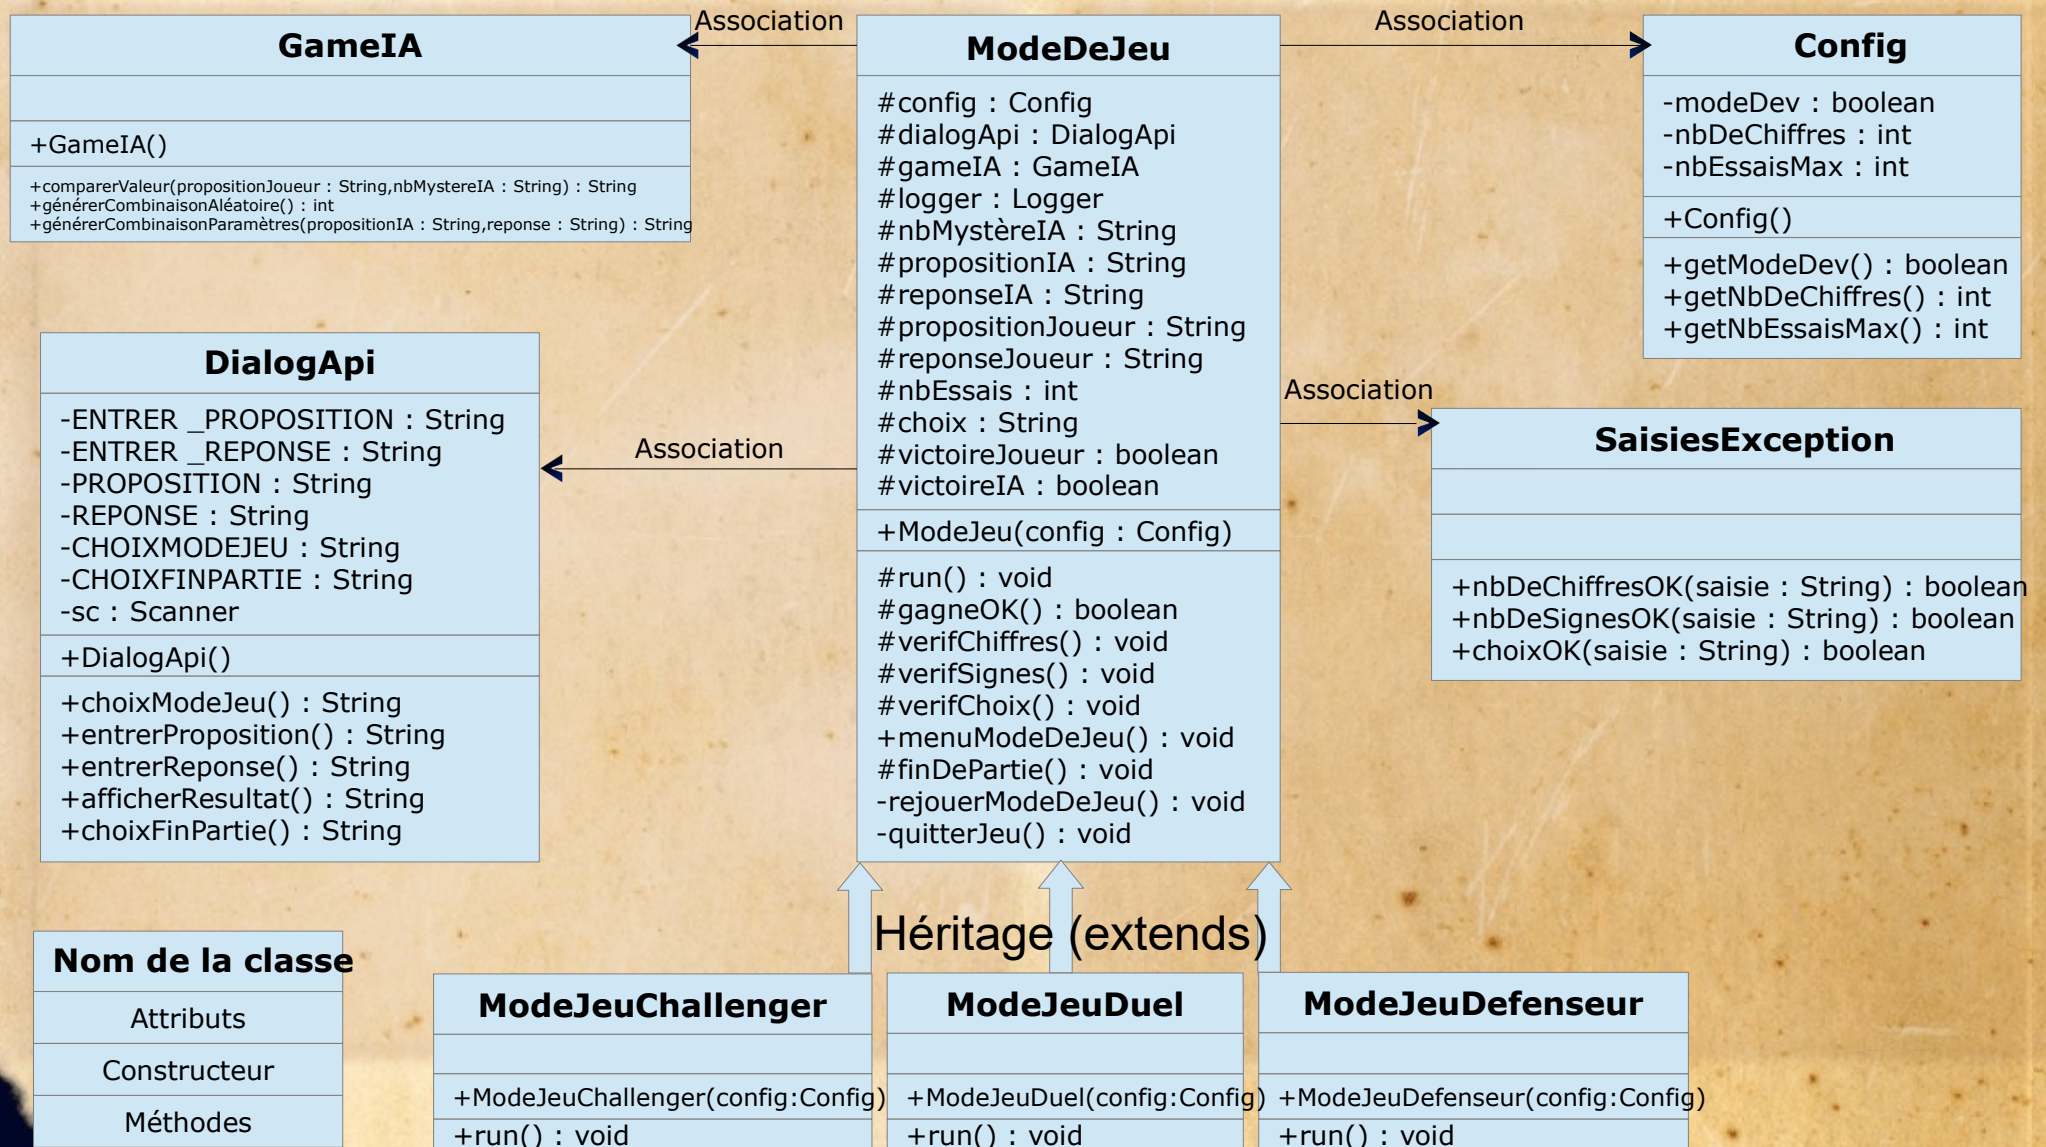 Association
GameIA
+GameIA()
+comparerValeur(propositionJoueur : String,nbMystereIA : String) : String
+générerCombinaisonAléatoire() : int
+générerCombinaisonParamètres(propositionIA : String,reponse : String) : String
ModeDeJeu
#config : Config
#dialogApi : DialogApi
#gameIA : GameIA
#logger : Logger
#nbMystèreIA : String
#propositionIA : String
#reponseIA : String
#propositionJoueur : String
#reponseJoueur : String
#nbEssais : int
#choix : String
#victoireJoueur : boolean
#victoireIA : boolean
+ModeJeu(config : Config)
#run() : void
#gagneOK() : boolean
#verifChiffres() : void
#verifSignes() : void
#verifChoix() : void
+menuModeDeJeu() : void
#finDePartie() : void
-rejouerModeDeJeu() : void
-quitterJeu() : void
Association
Config
-modeDev : boolean
-nbDeChiffres : int
-nbEssaisMax : int
+Config()
+getModeDev() : boolean
+getNbDeChiffres() : int
+getNbEssaisMax() : int
DialogApi
-ENTRER _PROPOSITION : String
-ENTRER _REPONSE : String
-PROPOSITION : String
-REPONSE : String
-CHOIXMODEJEU : String
-CHOIXFINPARTIE : String
-sc : Scanner
+DialogApi()
+choixModeJeu() : String
+entrerProposition() : String
+entrerReponse() : String
+afficherResultat() : String
+choixFinPartie() : String
Association
Association
SaisiesException
+nbDeChiffresOK(saisie : String) : boolean
+nbDeSignesOK(saisie : String) : boolean
+choixOK(saisie : String) : boolean
Héritage (extends)
Nom de la classe
Attributs
Constructeur
Méthodes
ModeJeuChallenger
+ModeJeuChallenger(config:Config)
+run() : void
ModeJeuDuel
+ModeJeuDuel(config:Config)
+run() : void
ModeJeuDefenseur
+ModeJeuDefenseur(config:Config)
+run() : void